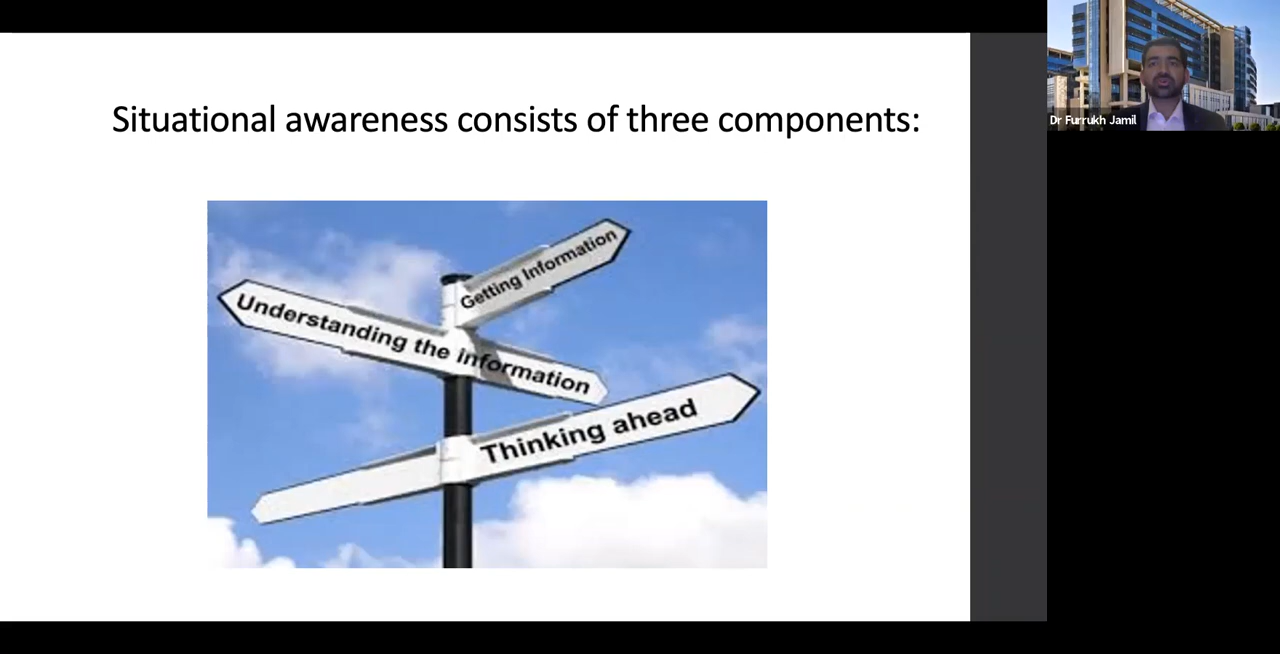 Situational awareness consists of three components:
Getting Information
Understanding the information
Thinking ahead
Dr Furrukh Jamil